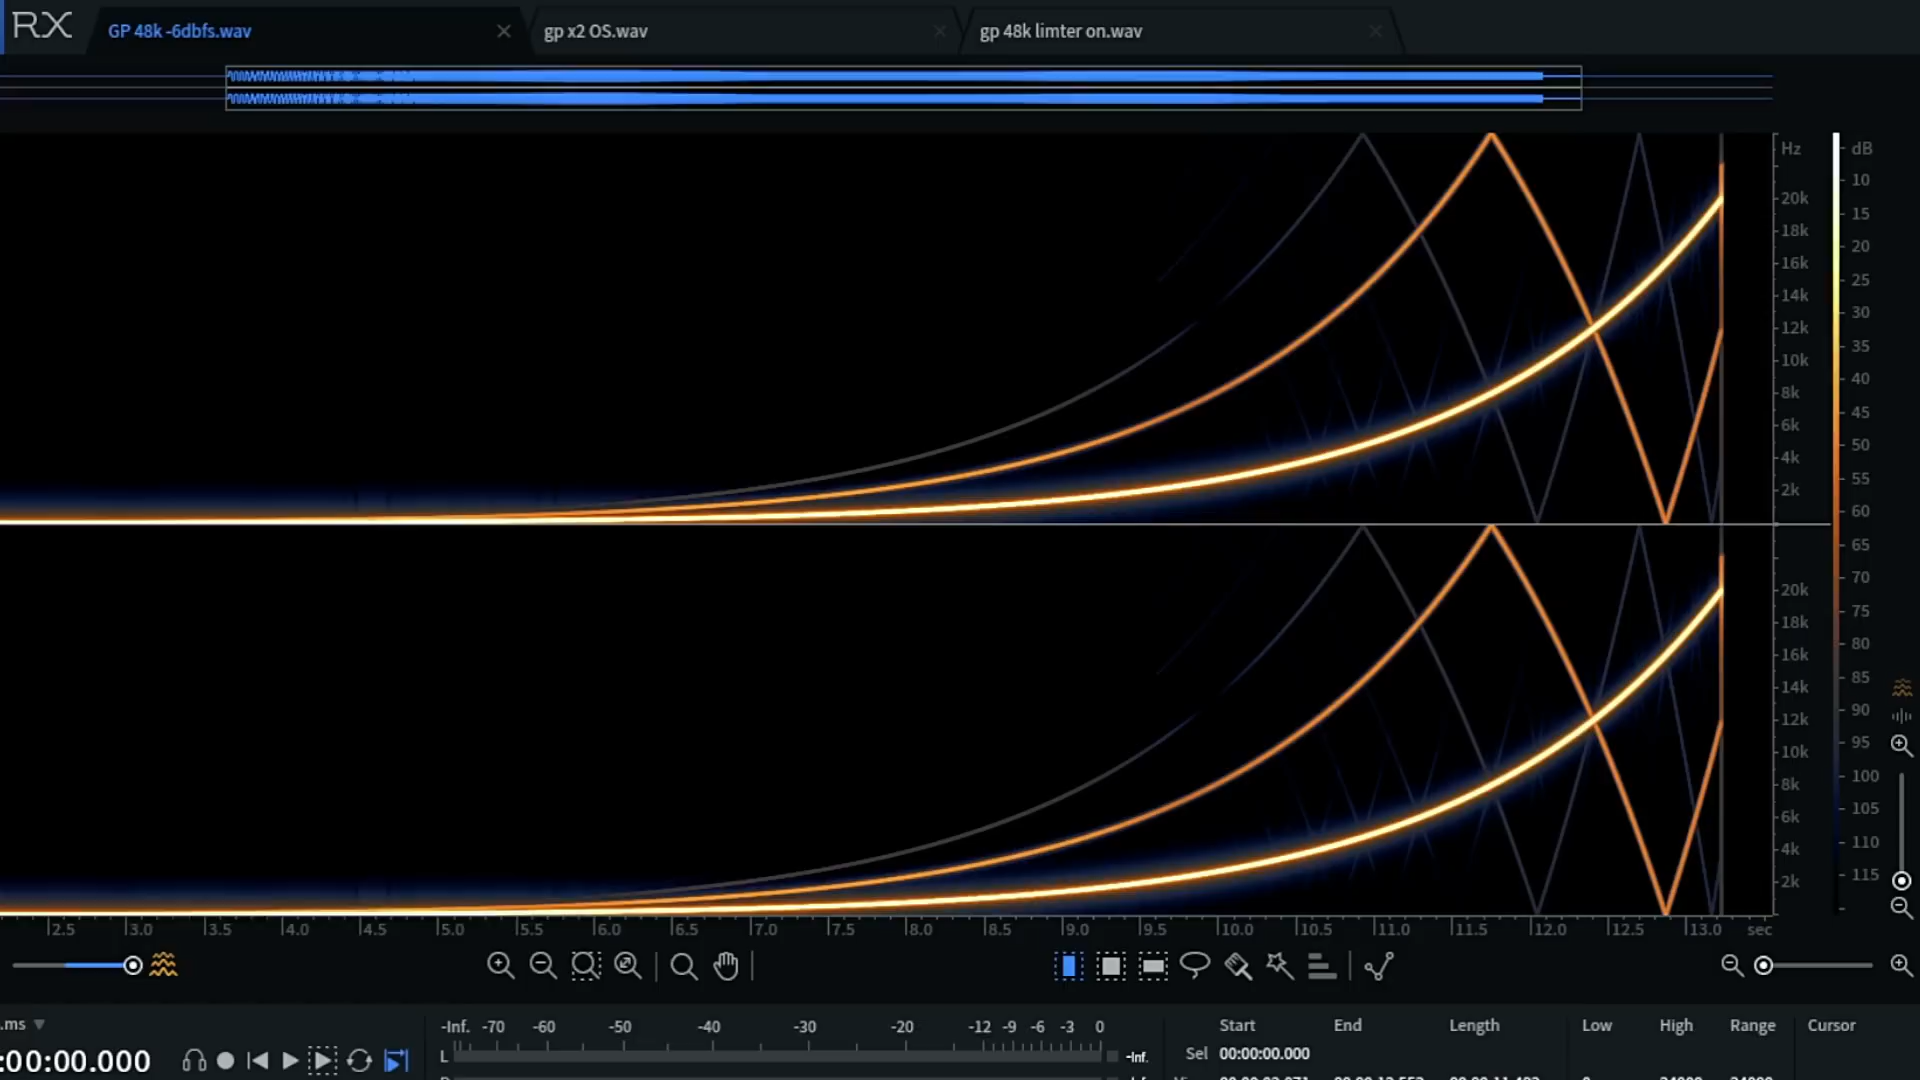 RX GP 48k -6dbfs.wav gp x2 OS.wav gp 48k limter on.wav
Hz dB
10
20k 15
18k 20
16k 25
14k 30
12k 35
10k 40
8k 45
6k 50
4k 55
2k 60
65
20k 70
18k 75
16k 80
14k 85
12k 90
10k 95
8k 100
6k 105
4k 110
2k 115
2.5 3.0 3.5 4.0 4.5 5.0 5.5 6.0 6.5 7.0 7.5 8.0 8.5 9.0 9.5 10.0 10.5 11.0 11.5 12.0 12.5 13.0 sec
.ms -Inf. -70 -60 -50 -40 -30 -20 -12 -9 -6 -3 0 Start End Length Low High Range Cursor
:00:00.000 L -Inf. Sel 00:00:00.000